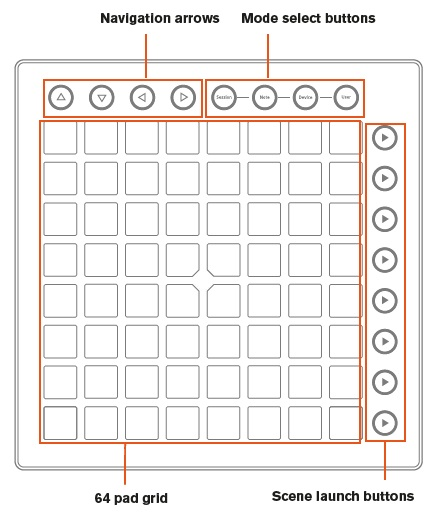 Navigation arrows
Mode select buttons
Session
Note
Device
User
64 pad grid
Scene launch buttons